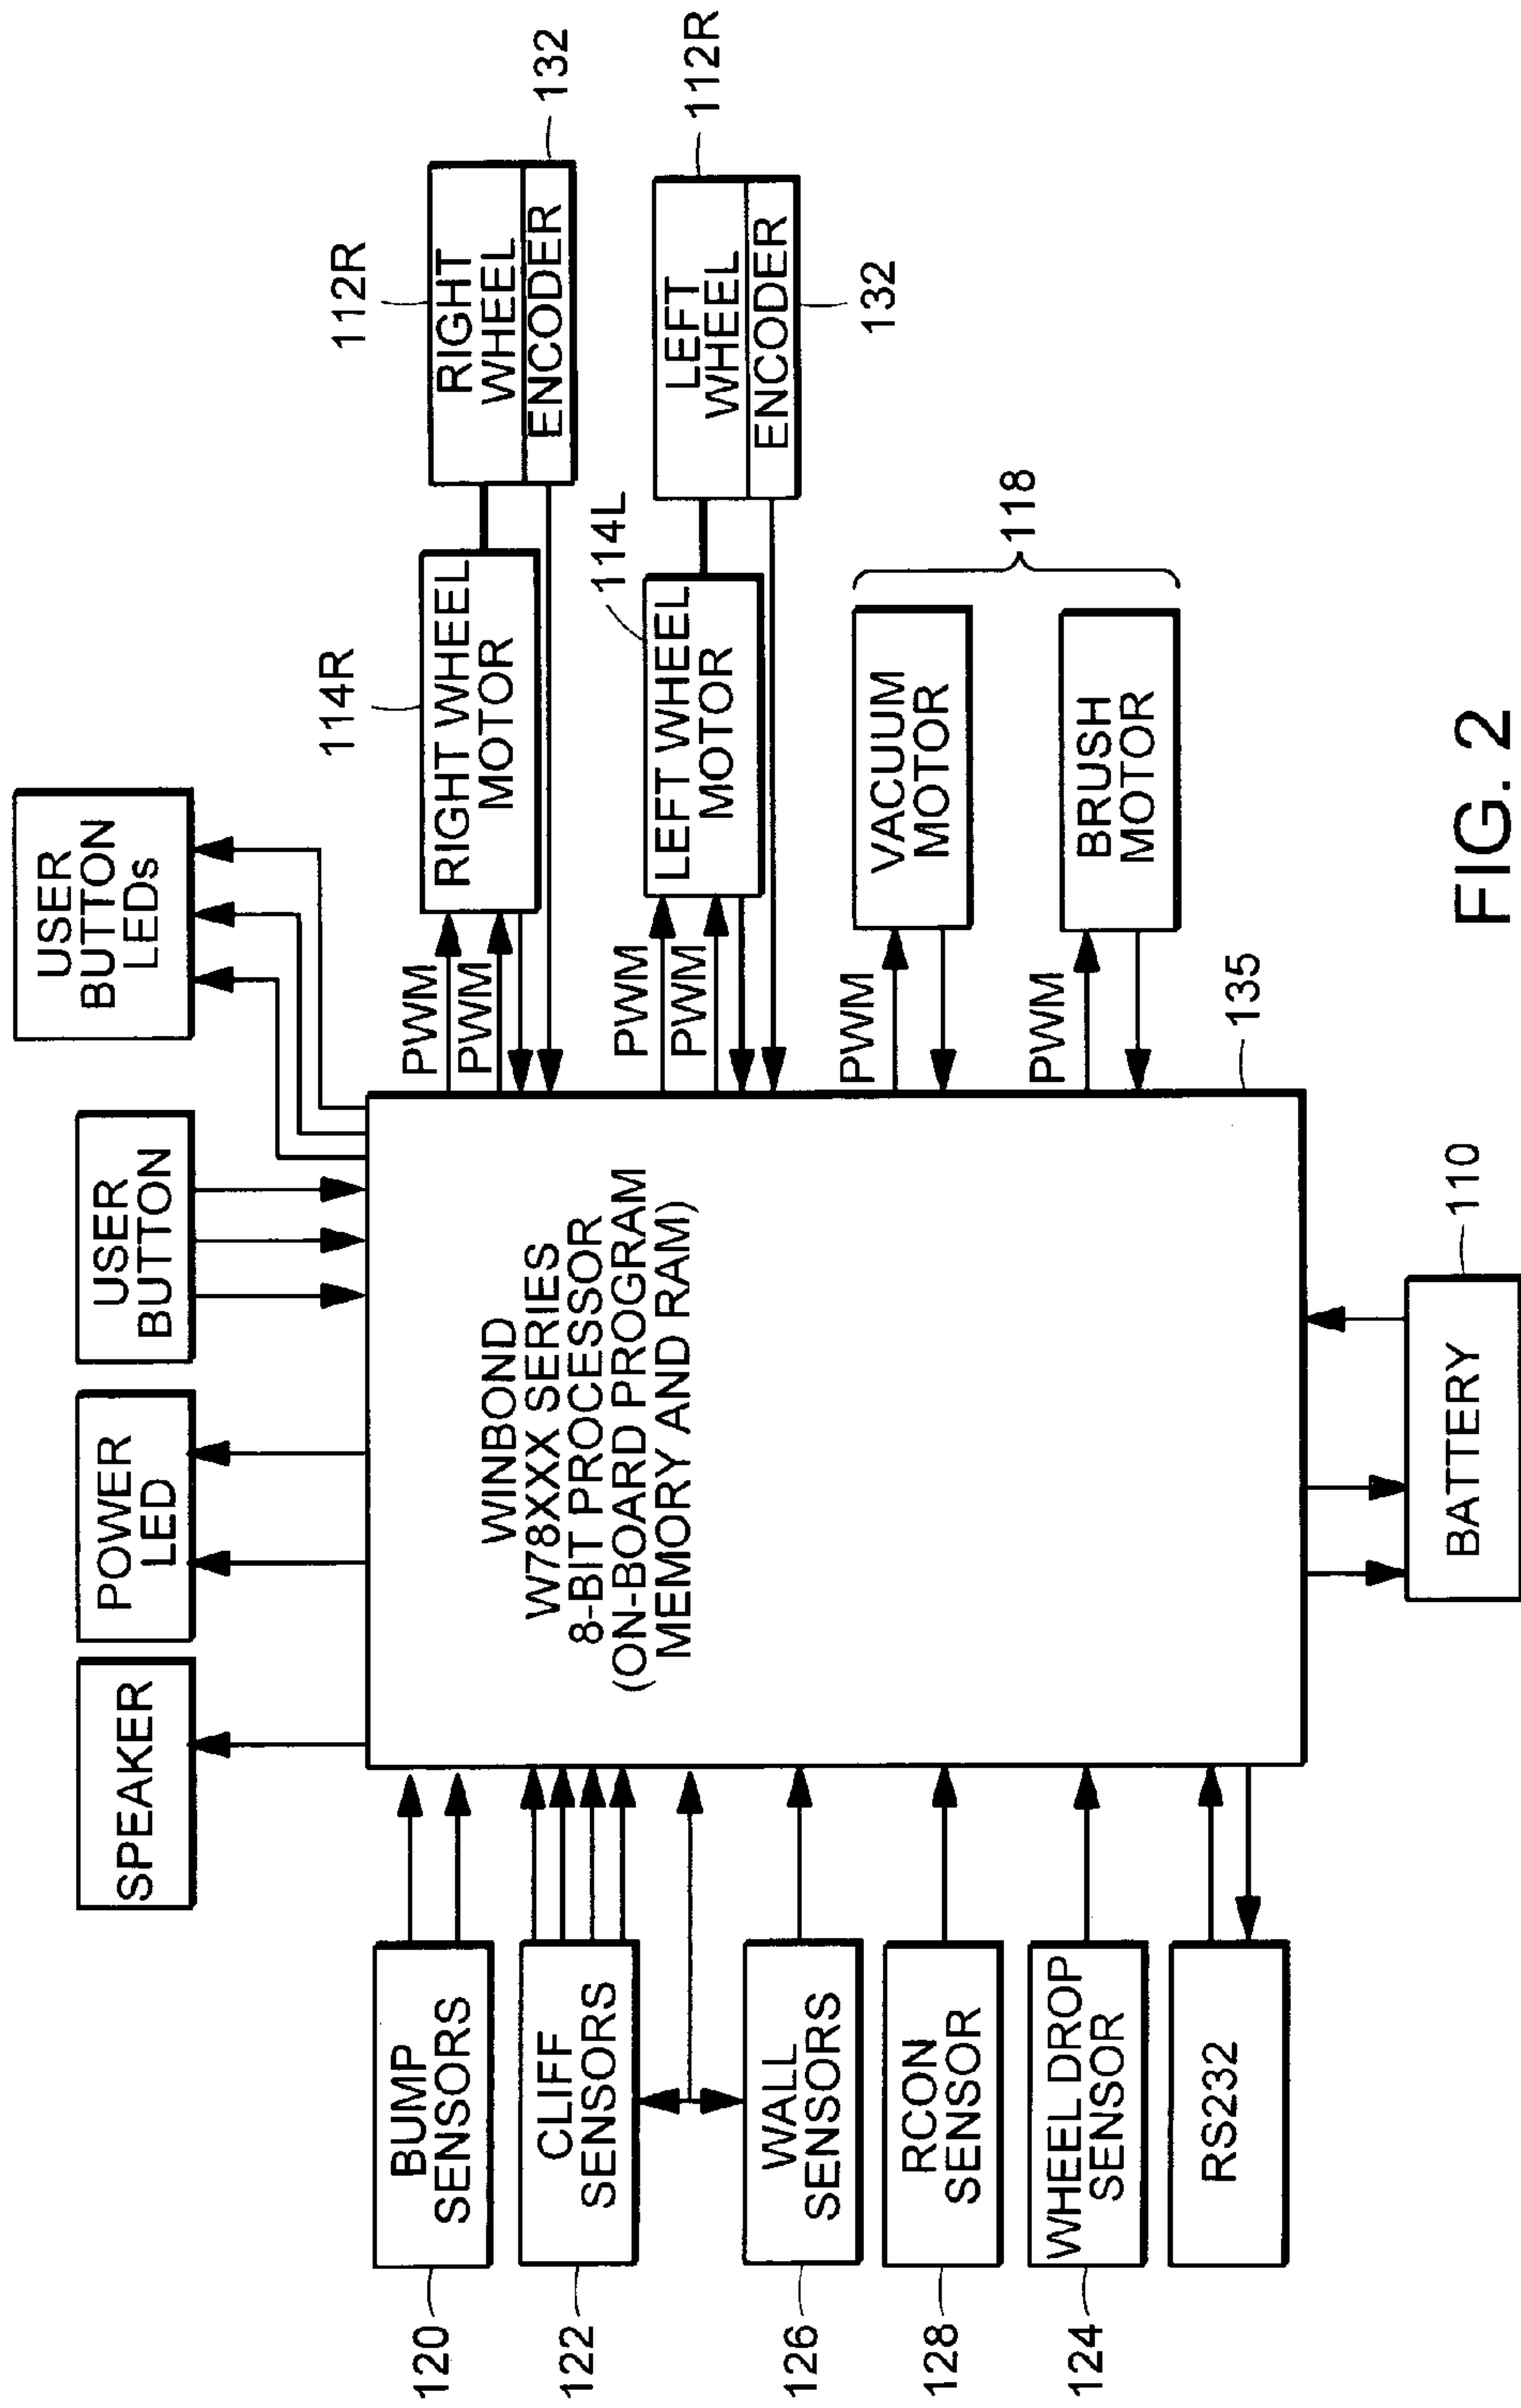 SPEAKER
POWER
LED
USER
BUTTON
USER
BUTTON
LEDs
120
BUMP
SENSORS
122
CLIFF
SENSORS
126
WALL
SENSORS
128
RCON
SENSOR
124
WHEEL DROP
SENSOR
RS232
WINBOND
W78XXX SERIES
8-BIT PROCESSOR
(ON-BOARD PROGRAM
MEMORY AND RAM)
135
BATTERY
110
PWM
PWM
114R
RIGHT WHEEL
MOTOR
112R
RIGHT
WHEEL
ENCODER
132
PWM
PWM
114L
LEFT WHEEL
MOTOR
LEFT
WHEEL
112R
ENCODER
132
PWM
VACUUM
MOTOR
118
PWM
BRUSH
MOTOR
FIG. 2